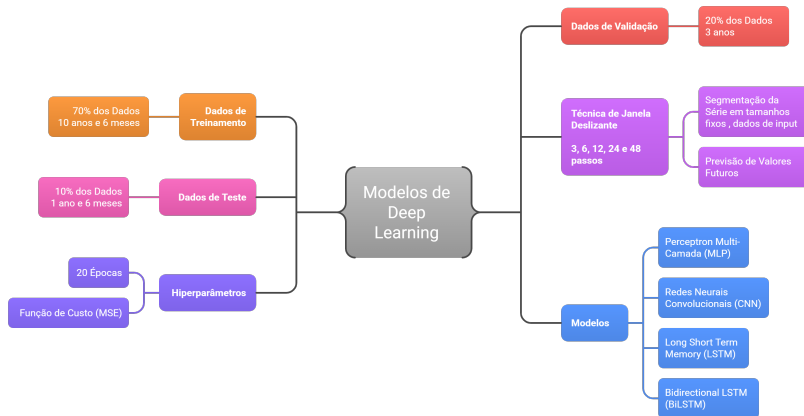 Modelos de
Deep
Learning
70% dos Dados
10 anos e 6 meses
Dados de
Treinamento
10% dos Dados
1 ano e 6 meses
Dados de Teste
20 Épocas
Função de Custo (MSE)
Hiperparâmetros
Dados de Validação
20% dos Dados
3 anos
Técnica de Janela
Deslizante
3, 6, 12, 24 e 48
passos
Segmentação da
Série em tamanhos
fixos , dados de input
Previsão de Valores
Futuros
Modelos
Perceptron Multi-
Camada (MLP)
Redes Neurais
Convolucionais (CNN)
Long Short Term
Memory (LSTM)
Bidirectional LSTM
(BiLSTM)